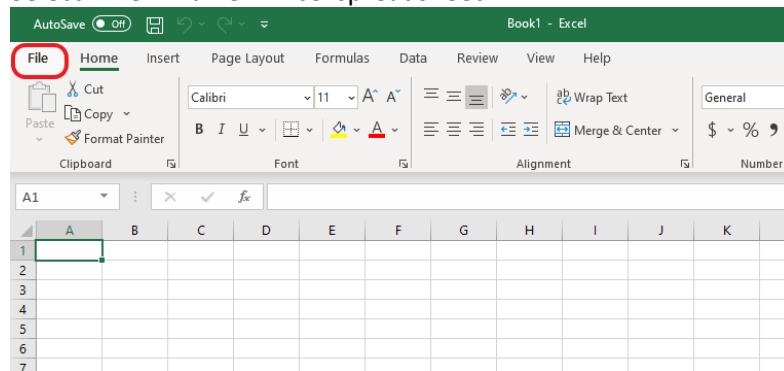 AutoSave Off Book1 - Excel
File Home Insert Page Layout Formulas Data Review View Help
Cut
Copy
Paste
Format Painter
Calibri 11 A^ A˅
B I U A
ab Wrap Text
Merge & Center
General
$ % 9
Clipboard Font Alignment Number
A1 fx
A B C D E F G H I J K
1
2
3
4
5
6
7